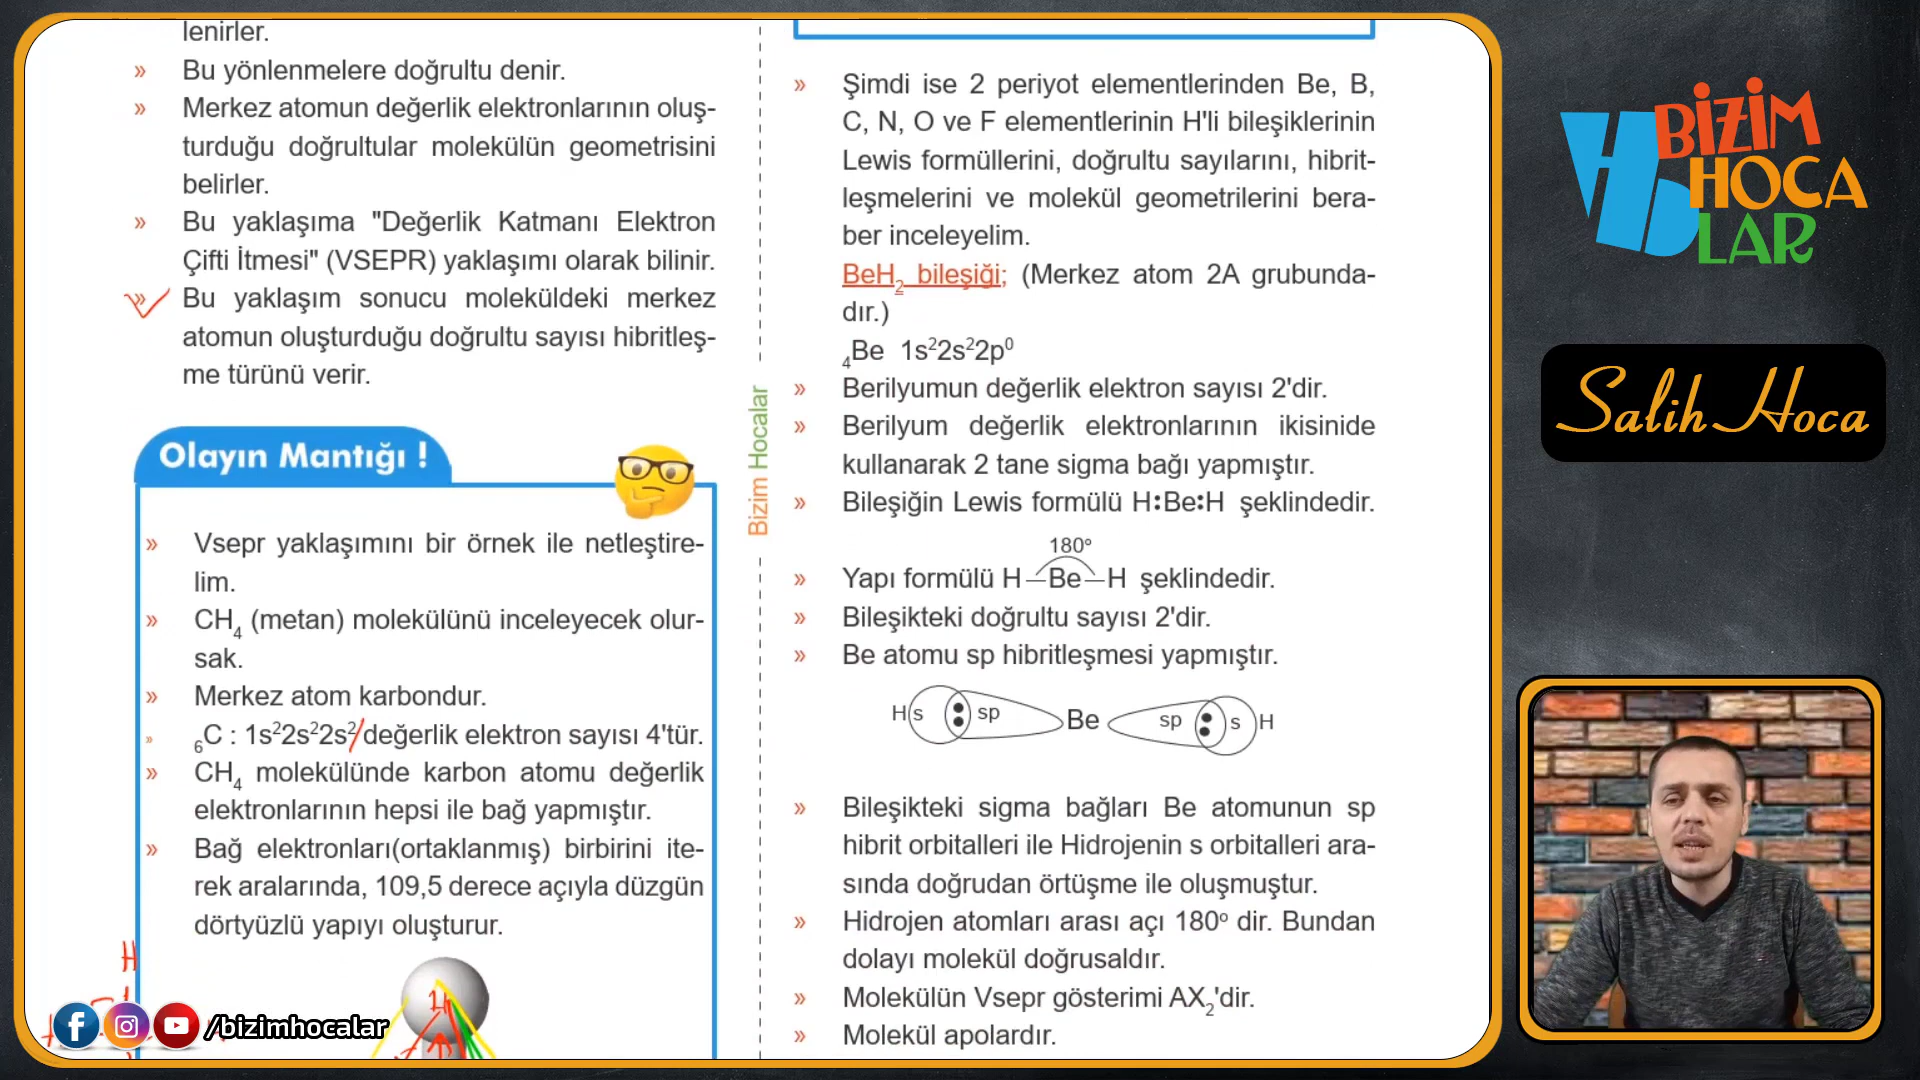 lenirler.
» Bu yönlenmelere doğrultu denir.
» Merkez atomun değerlik elektronlarının oluş-
turduğu doğrultular molekülün geometrisini
belirler.
» Bu yaklaşıma "Değerlik Katmanı Elektron
Çifti İtmesi" (VSEPR) yaklaşımı olarak bilinir.
» Bu yaklaşım sonucu moleküldeki merkez
atomun oluşturduğu doğrultu sayısı hibritleş-
me türünü verir.
Olayın Mantığı !
» Vsepr yaklaşımını bir örnek ile netleştire-
lim.
» CH₄ (metan) molekülünü inceleyecek olur-
sak.
» Merkez atom karbondur.
» ₆C : 1s²2s²2s² değerlik elektron sayısı 4'tür.
» CH₄ molekülünde karbon atomu değerlik
elektronlarının hepsi ile bağ yapmıştır.
» Bağ elektronları(ortaklanmış) birbirini ite-
rek aralarında, 109,5 derece açıyla düzgün
dörtyüzlü yapıyı oluşturur.
H
H
/bizimhocalar
Bizim Hocalar
» Şimdi ise 2 periyot elementlerinden Be, B,
C, N, O ve F elementlerinin H'li bileşiklerinin
Lewis formüllerini, doğrultu sayılarını, hibrit-
leşmelerini ve molekül geometrilerini bera-
ber inceleyelim.
BeH₂ bileşiği; (Merkez atom 2A grubunda-
dır.)
₄Be 1s²2s²2p⁰
» Berilyumun değerlik elektron sayısı 2'dir.
» Berilyum değerlik elektronlarının ikisinide
kullanarak 2 tane sigma bağı yapmıştır.
» Bileşiğin Lewis formülü H:Be:H şeklindedir.
180°
» Yapı formülü H–Be–H şeklindedir.
» Bileşikteki doğrultu sayısı 2'dir.
» Be atomu sp hibritleşmesi yapmıştır.
H s sp Be sp s H
» Bileşikteki sigma bağları Be atomunun sp
hibrit orbitalleri ile Hidrojenin s orbitalleri ara-
sında doğrudan örtüşme ile oluşmuştur.
» Hidrojen atomları arası açı 180° dir. Bundan
dolayı molekül doğrusaldır.
» Molekülün Vsepr gösterimi AX₂'dir.
» Molekül apolardır.
BİZİM
HOCA
LAR
Salih Hoca